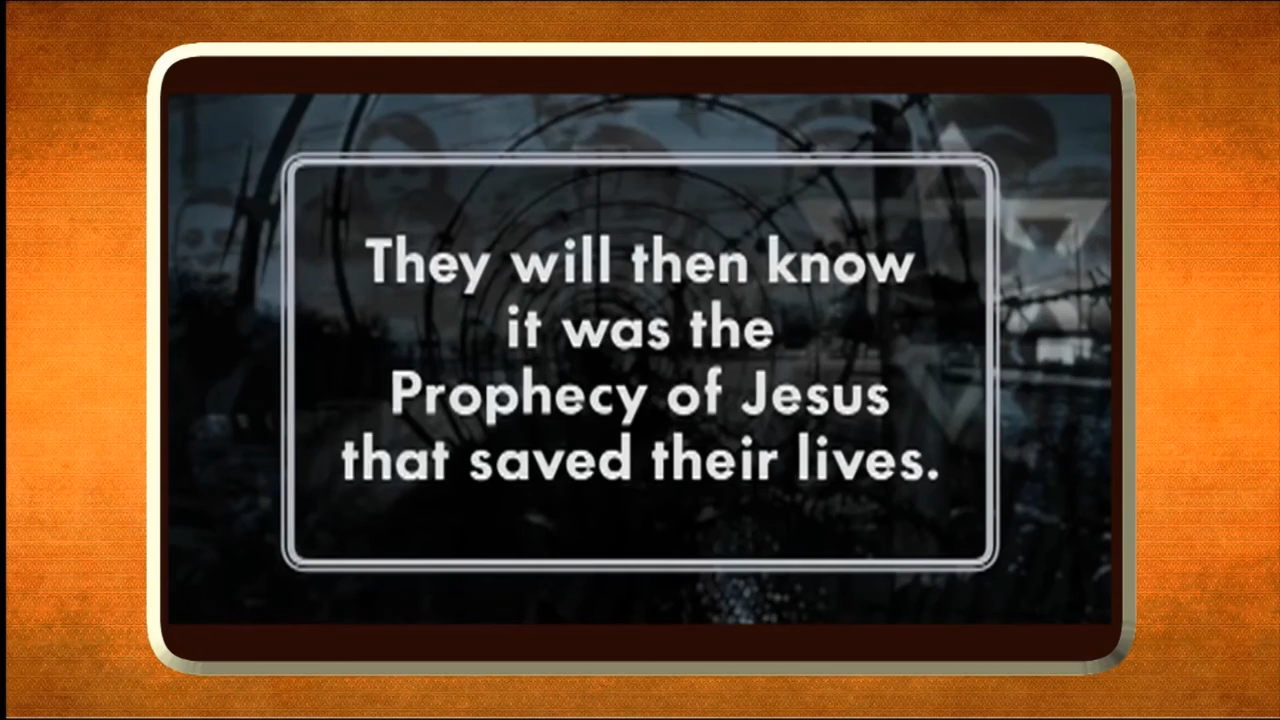 They will then know
it was the
Prophecy of Jesus
that saved their lives.